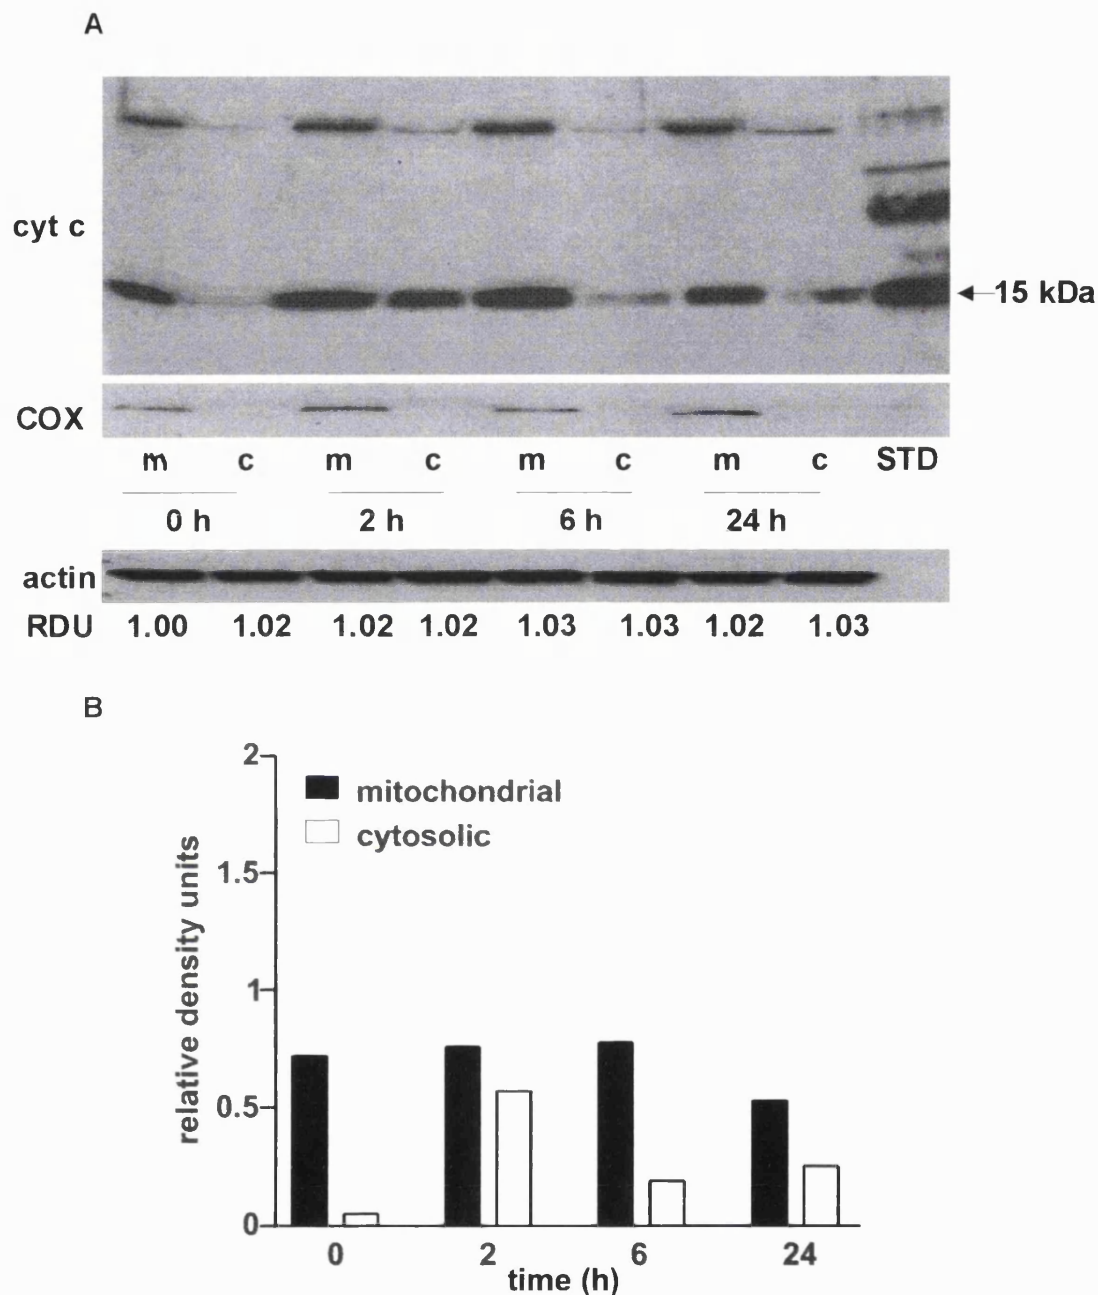 A
cyt c
15 kDa
COX
m c m c m c m c STD
0 h 2 h 6 h 24 h
actin
RDU 1.00 1.02 1.02 1.02 1.03 1.03 1.02 1.03
B
2
mitochondrial
cytosolic
1.5
1
0.5
0
relative density units
0 2 6 24
time (h)